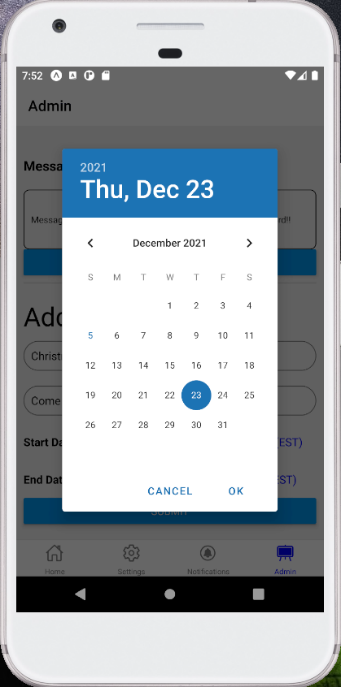 7:52
Admin
Messa
2021
Thu, Dec 23
Messag
rd!!
December 2021
S M T W T F S
1 2 3 4
5 6 7 8 9 10 11
12 13 14 15 16 17 18
19 20 21 22 23 24 25
26 27 28 29 30 31
Add
Christ
Come
Start Da
EST)
End Dat
EST)
CANCEL OK
SUBMIT
Home Settings Notifications Admin